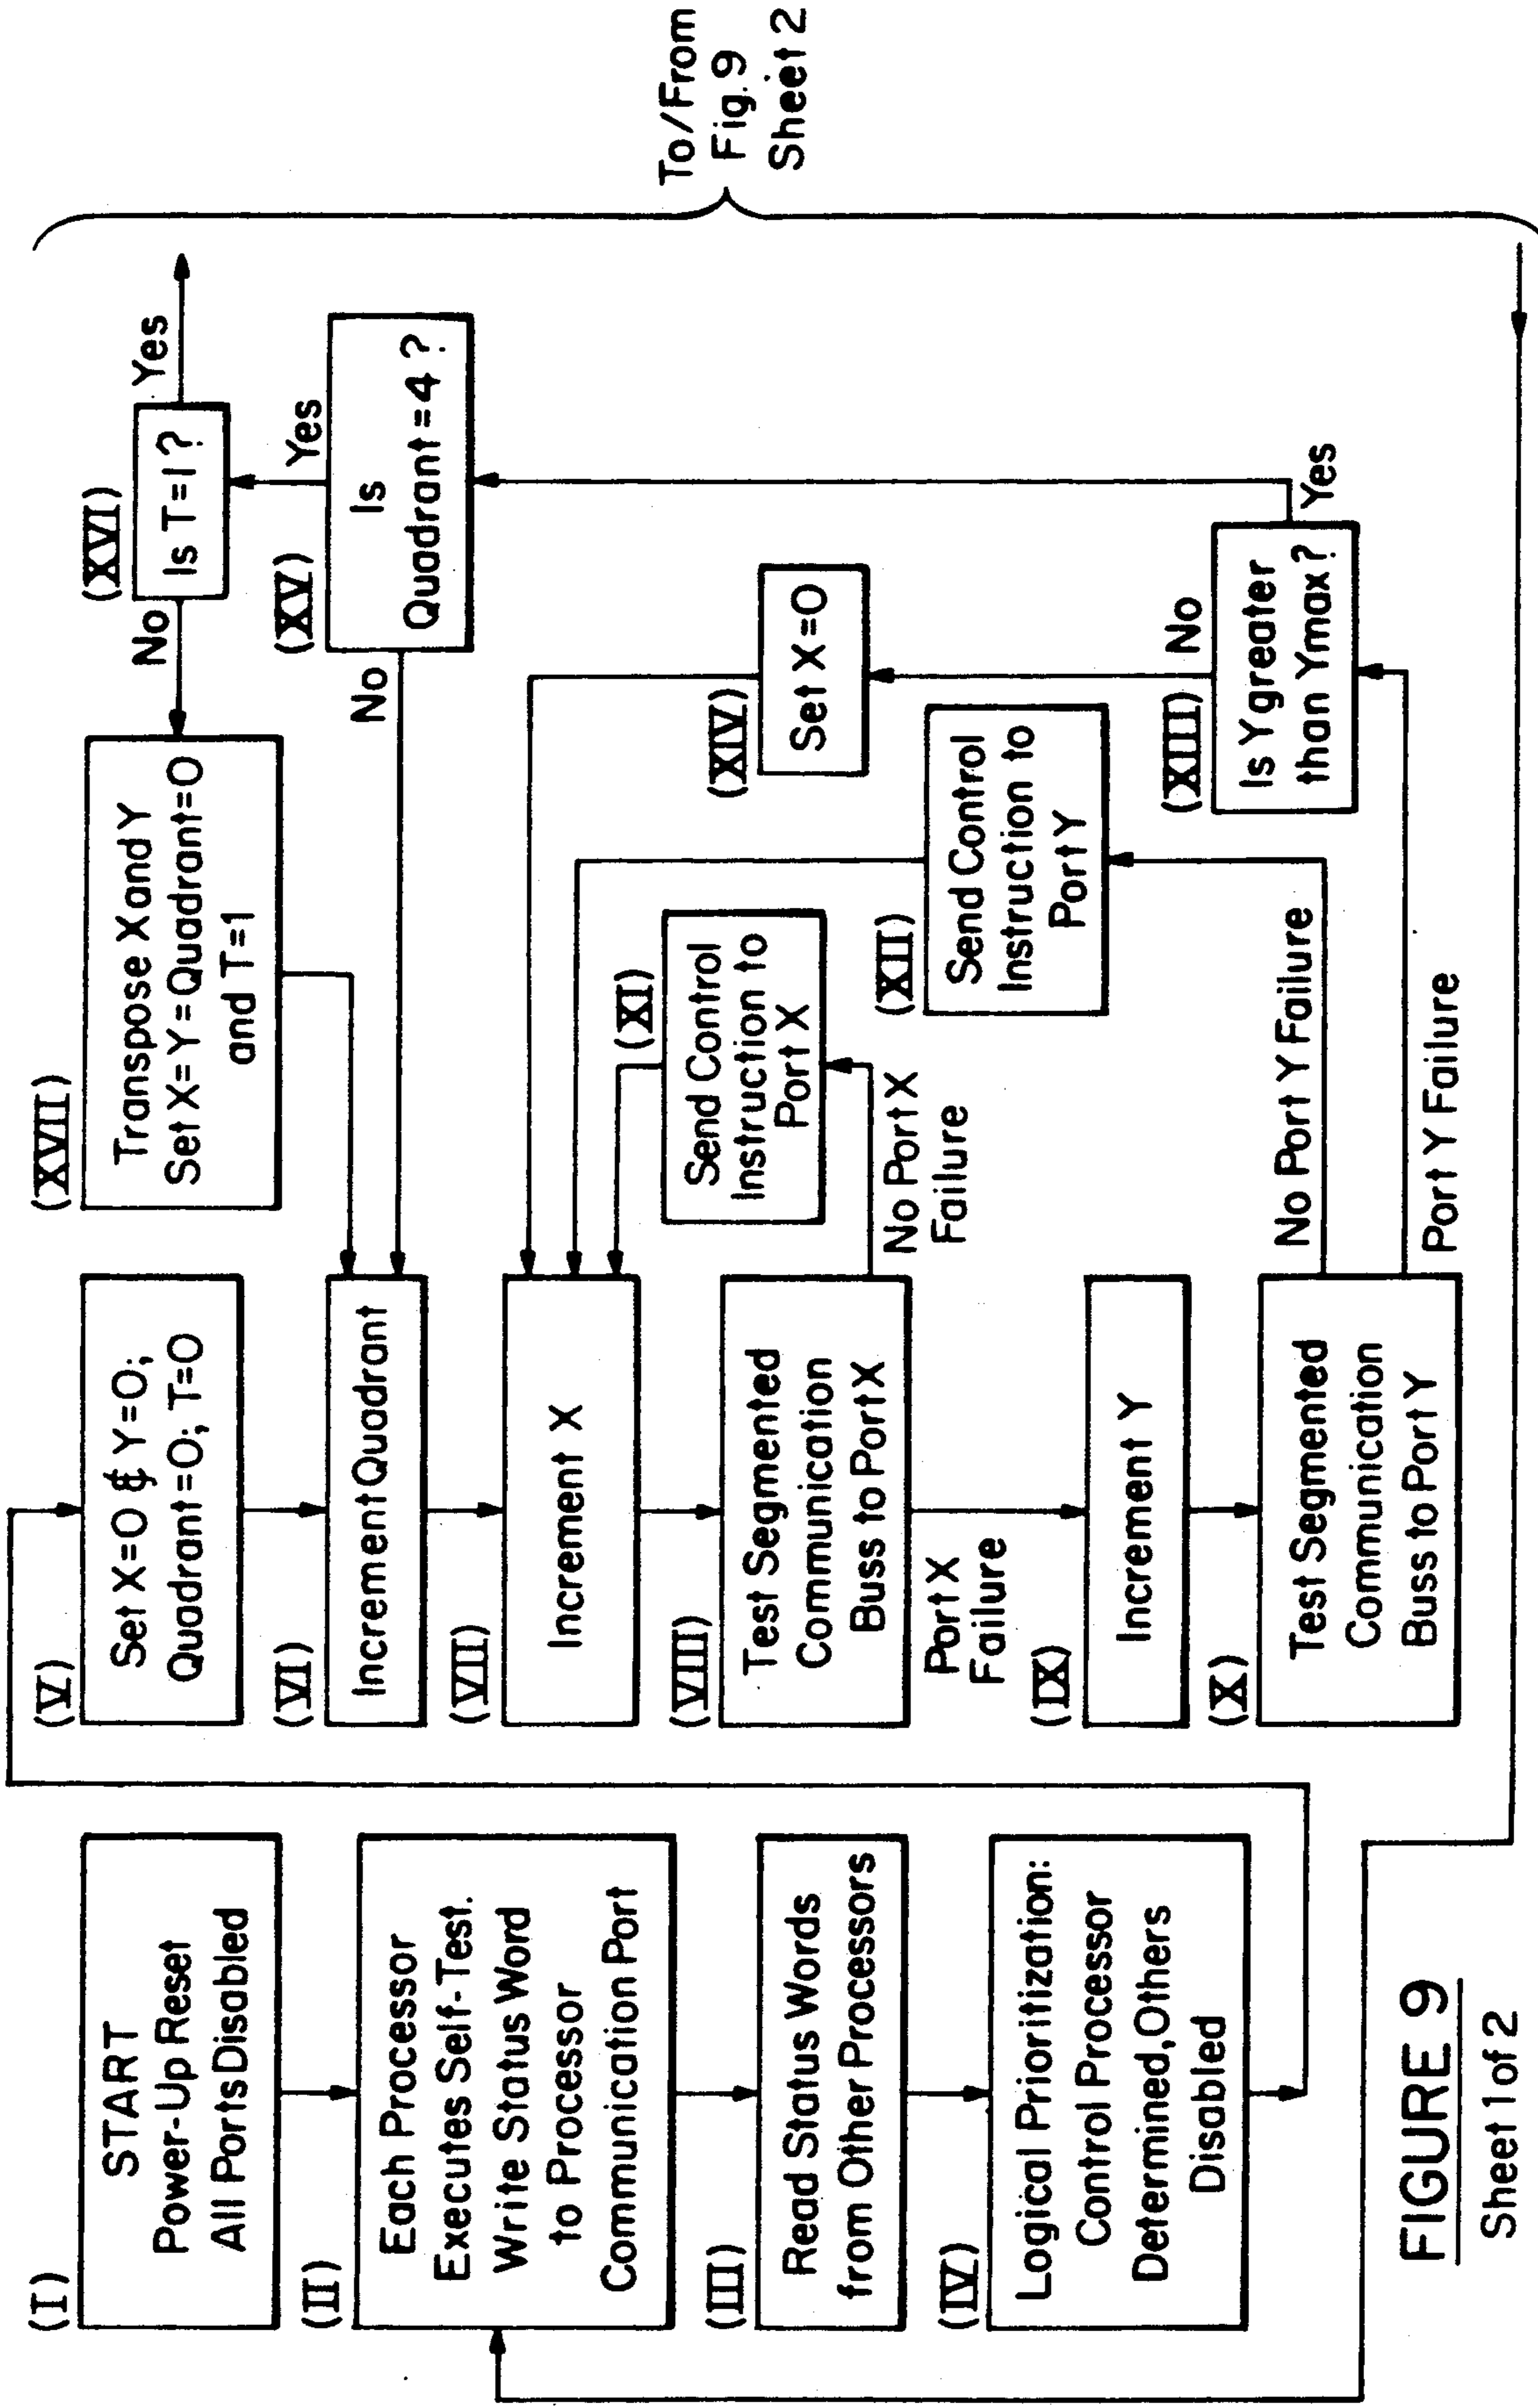 (I)
START
Power-Up Reset
All Ports Disabled
(II)
Each Processor
Executes Self-Test.
Write Status Word
to Processor
Communication Port
(III)
Read Status Words
from Other Processors
(IV)
Logical Prioritization:
Control Processor
Determined, Others
Disabled
(V)
Set X=0 & Y=0;
Quadrant=0; T=0
(VI)
Increment Quadrant
(VII)
Increment X
(VIII)
Test Segmented
Communication
Buss to Port X
Port X
Failure
No Port X
Failure
(IX)
Increment Y
(X)
Test Segmented
Communication
Buss to Port Y
No Port Y Failure
Port Y Failure
(XI)
Send Control
Instruction to
Port X
(XII)
Send Control
Instruction to
Port Y
(XIII)
Is Y greater
than Ymax?
No
Yes
(XIV)
Set X=0
(XV)
Is
Quadrant=4?
No
Yes
(XVI)
Is T=1?
No
Yes
(XVII)
Transpose X and Y
Set X=Y=Quadrant=0
and T=1
To/From
Fig. 9
Sheet 2
FIGURE 9
Sheet 1 of 2